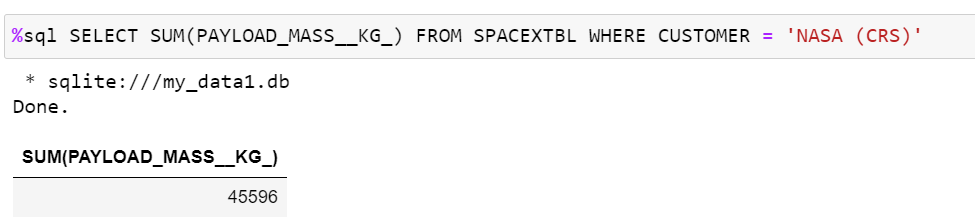 %sql SELECT SUM(PAYLOAD_MASS__KG_) FROM SPACEXTBL WHERE CUSTOMER = 'NASA (CRS)'
* sqlite:///my_data1.db
Done.
SUM(PAYLOAD_MASS__KG_)
45596